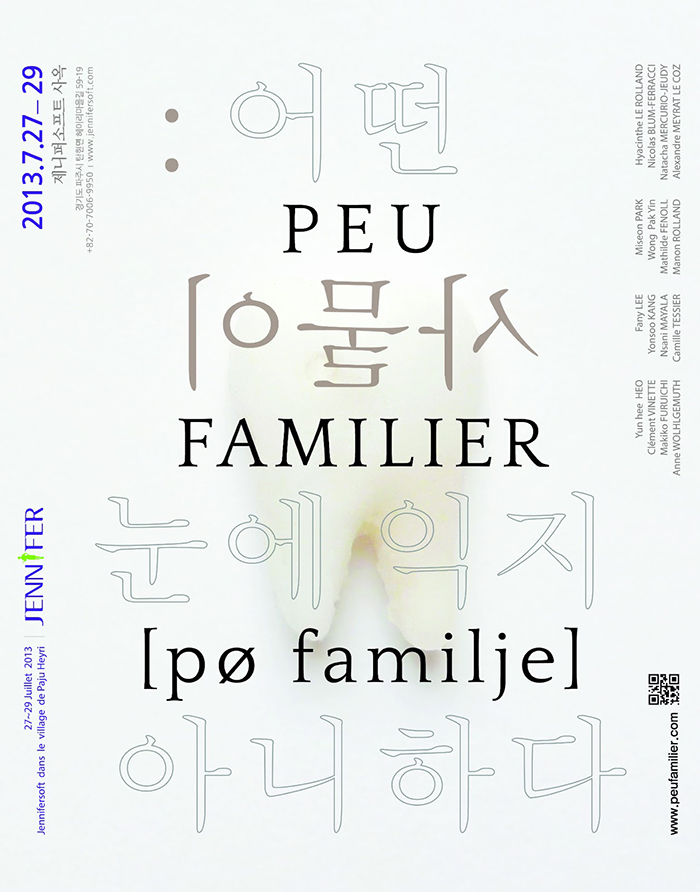 : 어떤
PEU
사물이
FAMILIER
눈에 익지
[pø familje]
아니하다
2013.7.27– 29
제니퍼소프트 사옥
경기도 파주시 탄현면 헤이리마을길 59-19
+82-70-7006-9950 I www.jennifersoft.com
JENNIFER
27~29 Juillet 2013
Jennifersoft dans le village de Paju Heyri
Hyacinthe LE ROLLAND
Nicolas BLUM-FERRACCI
Natacha MERCURIO-JEUDY
Alexandre MEYRAT LE COZ
Miseon PARK
Wong Pak Yin
Mathilde FENOLL
Manon ROLLAND
Fany LEE
Yonsoo KANG
Nsani MAYALA
Camille TESSIER
Yun hee HEO
Clément VINETTE
Makiko FURUICHI
Anne WOLHLGEMUTH
www.peufamilier.com